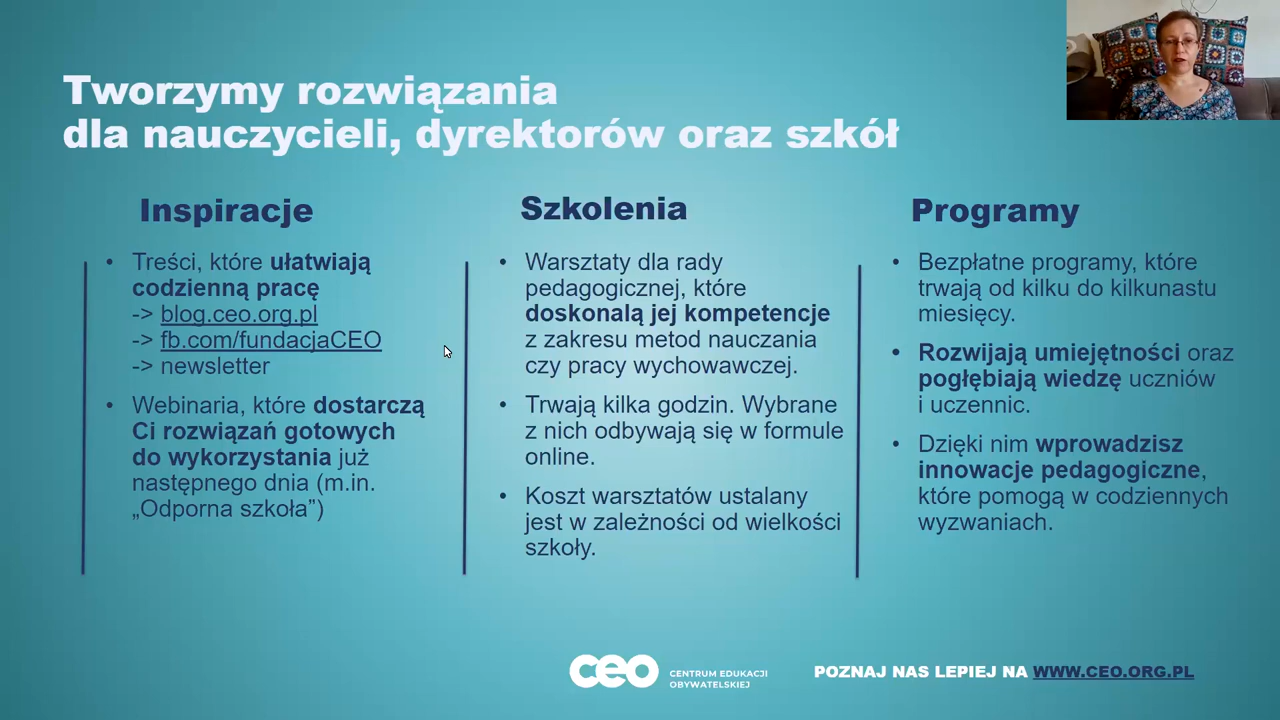 Tworzymy rozwiązania
dla nauczycieli, dyrektorów oraz szkół
Inspiracje
• Treści, które ułatwiają
codzienną pracę
-> blog.ceo.org.pl
-> fb.com/fundacjaCEO
-> newsletter
• Webinaria, które dostarczą
Ci rozwiązań gotowych
do wykorzystania już
następnego dnia (m.in.
„Odporna szkoła”)
Szkolenia
• Warsztaty dla rady
pedagogicznej, które
doskonalą jej kompetencje
z zakresu metod nauczania
czy pracy wychowawczej.
• Trwają kilka godzin. Wybrane
z nich odbywają się w formule
online.
• Koszt warsztatów ustalany
jest w zależności od wielkości
szkoły.
Programy
• Bezpłatne programy, które
trwają od kilku do kilkunastu
miesięcy.
• Rozwijają umiejętności oraz
pogłębiają wiedzę uczniów
i uczennic.
• Dzięki nim wprowadzisz
innowacje pedagogiczne,
które pomogą w codziennych
wyzwaniach.
ceo
CENTRUM EDUKACJI
OBYWATELSKIEJ
POZNAJ NAS LEPIEJ NA WWW.CEO.ORG.PL